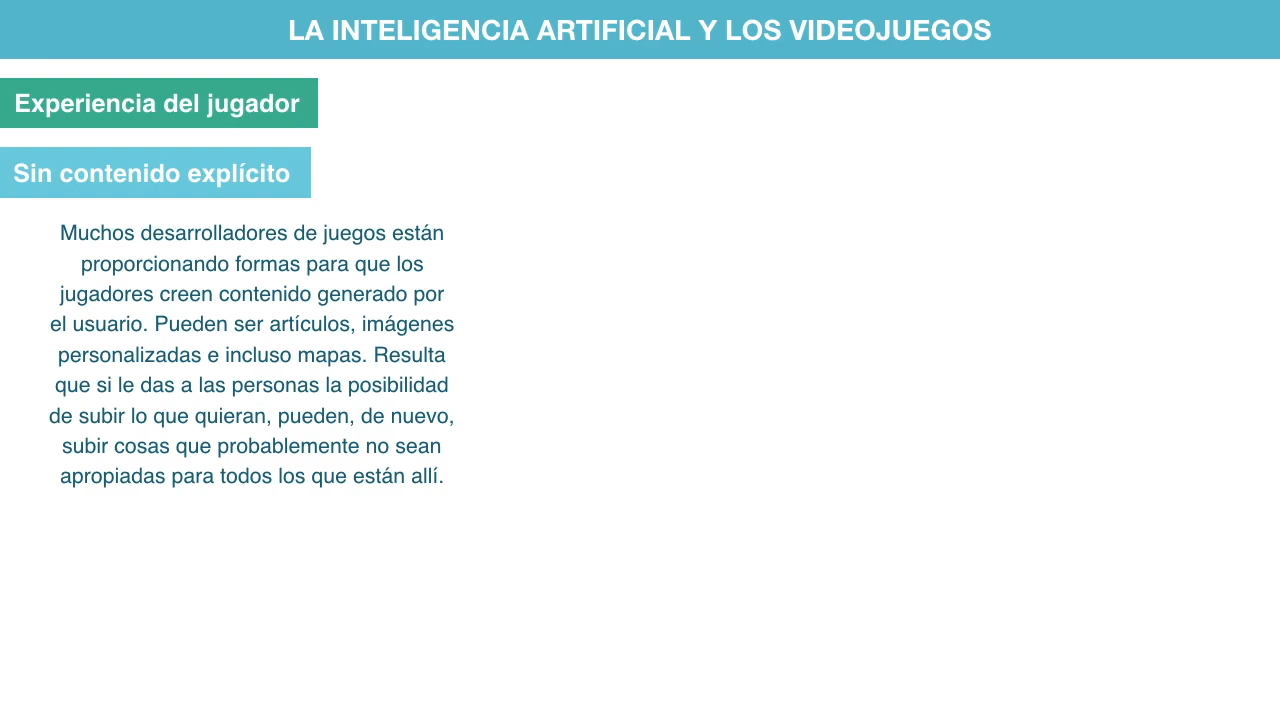 LA INTELIGENCIA ARTIFICIAL Y LOS VIDEOJUEGOS
Experiencia del jugador
Sin contenido explícito
Muchos desarrolladores de juegos están
proporcionando formas para que los
jugadores creen contenido generado por
el usuario. Pueden ser artículos, imágenes
personalizadas e incluso mapas. Resulta
que si le das a las personas la posibilidad
de subir lo que quieran, pueden, de nuevo,
subir cosas que probablemente no sean
apropiadas para todos los que están allí.